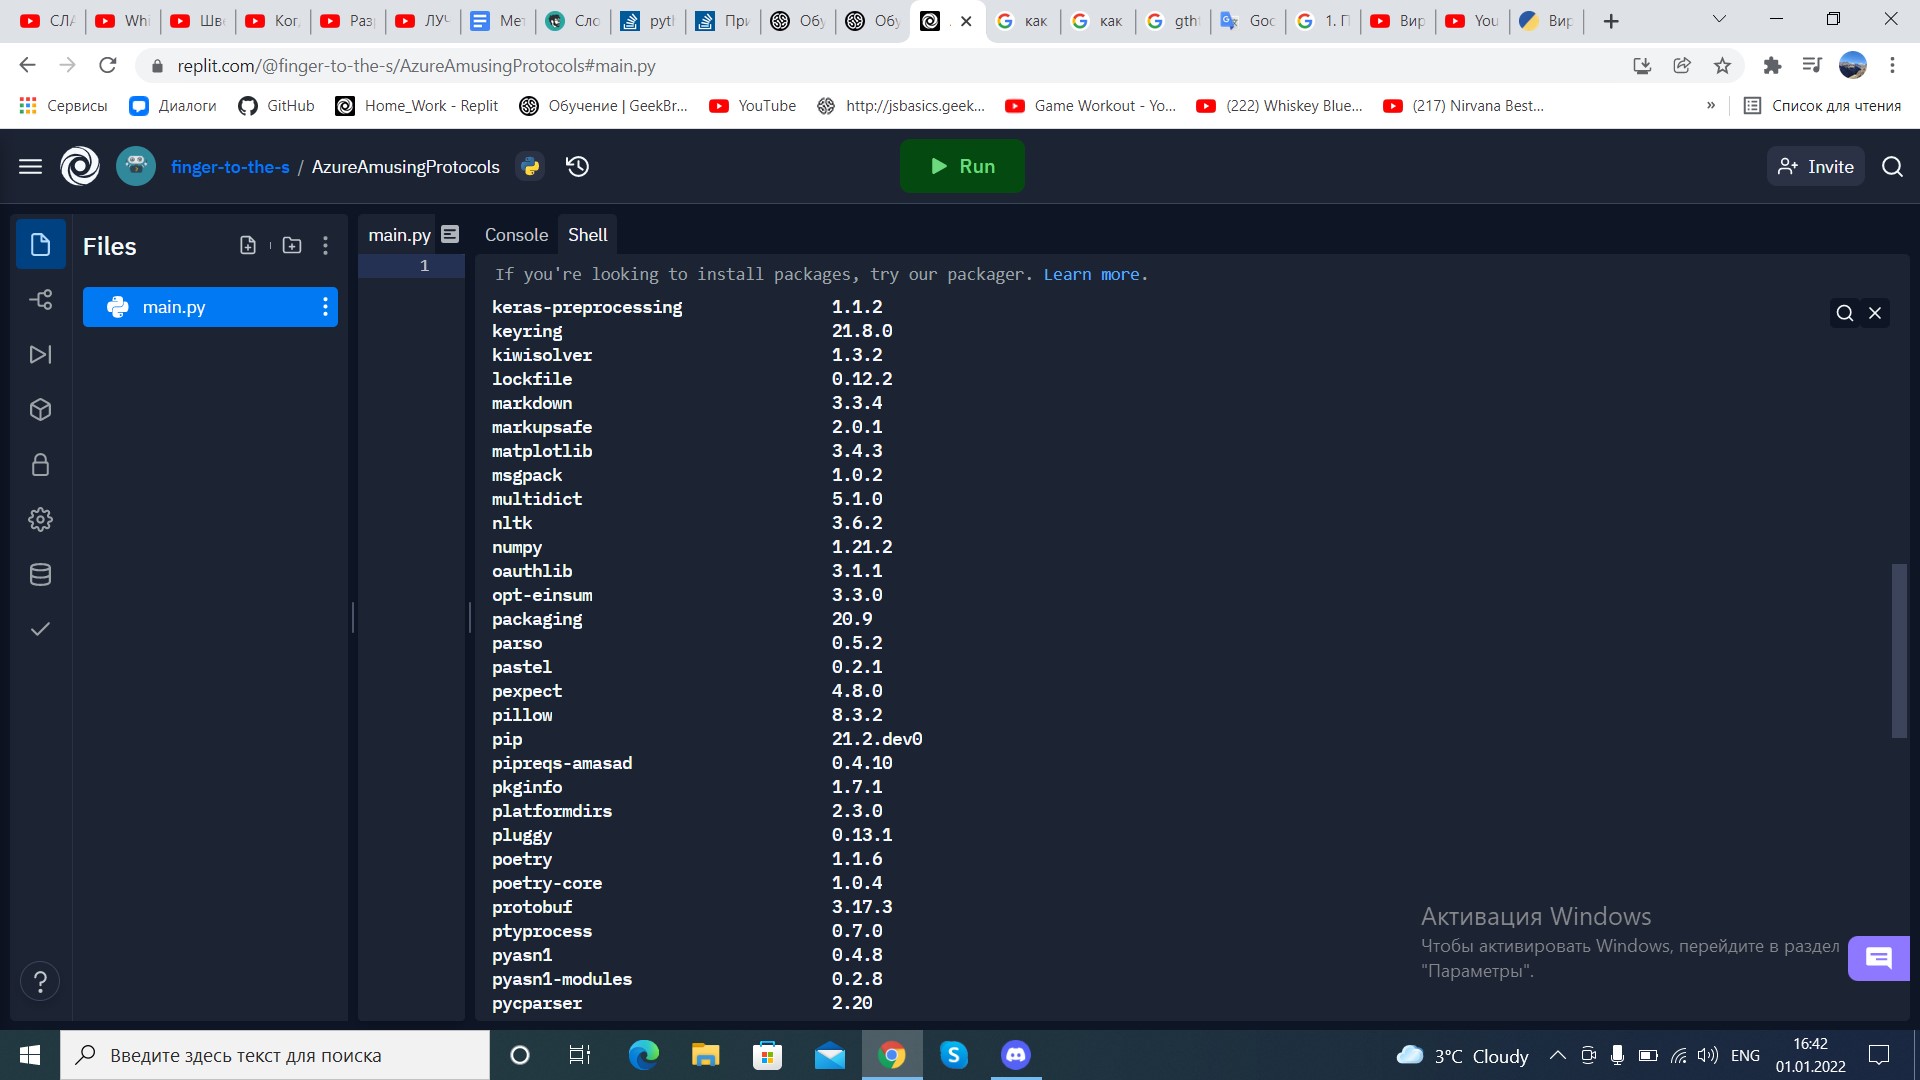 СЛА
Whi
Шве
Ког
Раз
ЛУЧ
Мет
Сло
pyth
При
Обу
Обу
как
как
gth
Goo
1. П
Вир
You
Вир
replit.com/@finger-to-the-s/AzureAmusingProtocols#main.py
Сервисы
Диалоги
GitHub
Home_Work - Replit
Обучение | GeekBr...
YouTube
http://jsbasics.geek...
Game Workout - Yo...
(222) Whiskey Blue...
(217) Nirvana Best...
»
Список для чтения
finger-to-the-s / AzureAmusingProtocols
Run
Invite
Files
main.py
main.py
1
Console
Shell
If you're looking to install packages, try our packager. Learn more.
keras-preprocessing 1.1.2
keyring 21.8.0
kiwisolver 1.3.2
lockfile 0.12.2
markdown 3.3.4
markupsafe 2.0.1
matplotlib 3.4.3
msgpack 1.0.2
multidict 5.1.0
nltk 3.6.2
numpy 1.21.2
oauthlib 3.1.1
opt-einsum 3.3.0
packaging 20.9
parso 0.5.2
pastel 0.2.1
pexpect 4.8.0
pillow 8.3.2
pip 21.2.dev0
pipreqs-amasad 0.4.10
pkginfo 1.7.1
platformdirs 2.3.0
pluggy 0.13.1
poetry 1.1.6
poetry-core 1.0.4
protobuf 3.17.3
ptyprocess 0.7.0
pyasn1 0.4.8
pyasn1-modules 0.2.8
pycparser 2.20
Активация Windows
Чтобы активировать Windows, перейдите в раздел
"Параметры".
?
Введите здесь текст для поиска
3°C Cloudy
ENG
16:42
01.01.2022